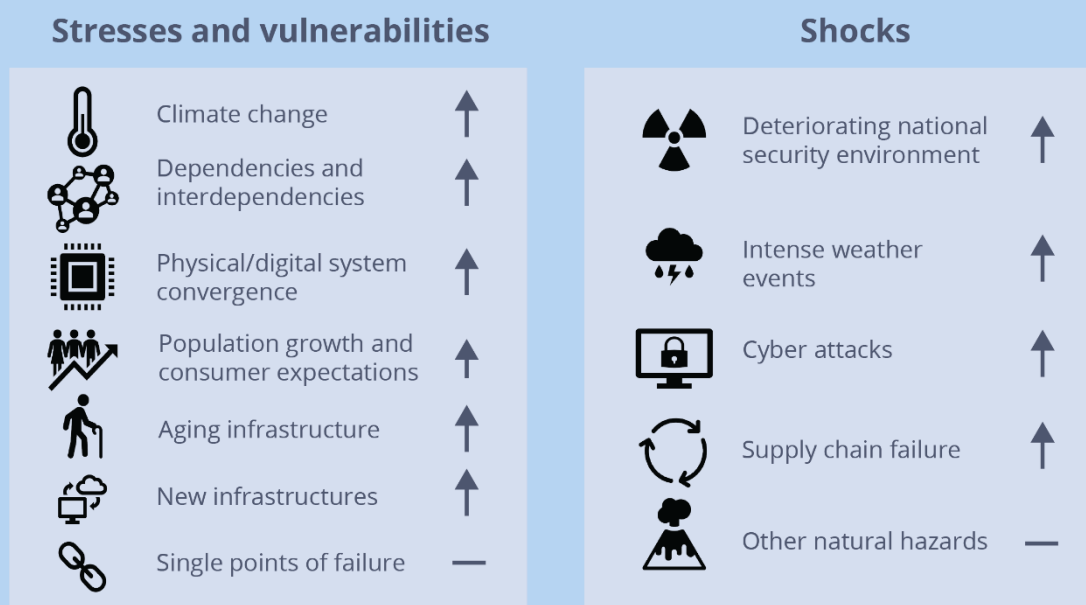 Stresses and vulnerabilities
Climate change
Dependencies and
interdependencies
Physical/digital system
convergence
Population growth and
consumer expectations
Aging infrastructure
New infrastructures
Single points of failure
Shocks
Deteriorating national
security environment
Intense weather
events
Cyber attacks
Supply chain failure
Other natural hazards